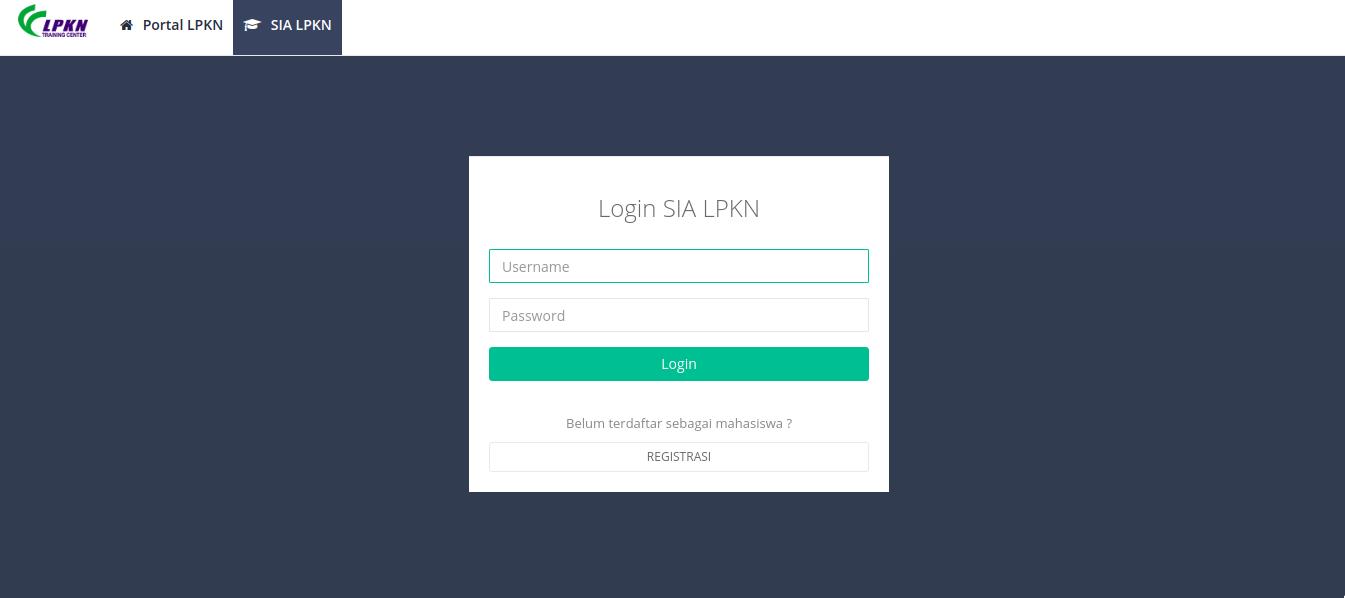 LPKN
TRAINING CENTER
Portal LPKN
SIA LPKN
Login SIA LPKN
Username
Password
Login
Belum terdaftar sebagai mahasiswa ?
REGISTRASI